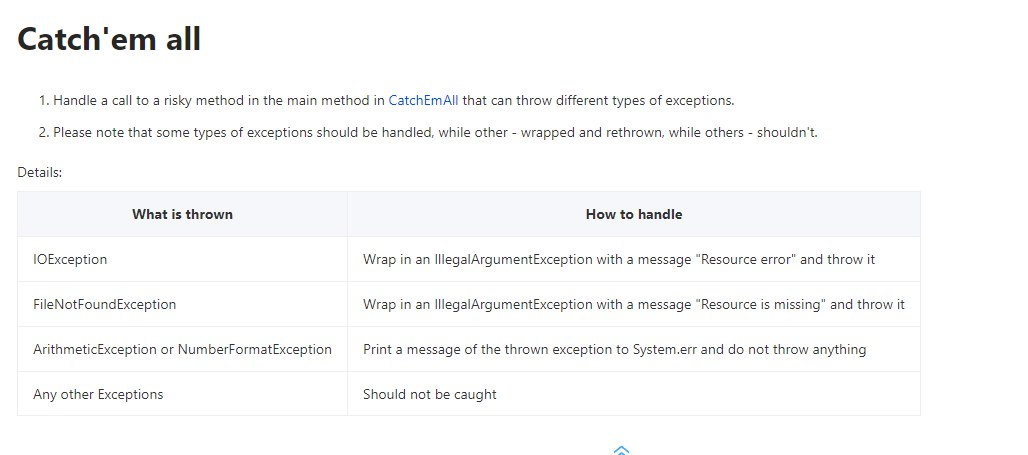 Catch'em all
1. Handle a call to a risky method in the main method in CatchEmAll that can throw different types of exceptions.
2. Please note that some types of exceptions should be handled, while other - wrapped and rethrown, while others - shouldn't.
Details:
What is thrown How to handle
IOException Wrap in an IllegalArgumentException with a message "Resource error" and throw it
FileNotFoundException Wrap in an IllegalArgumentException with a message "Resource is missing" and throw it
ArithmeticException or NumberFormatException Print a message of the thrown exception to System.err and do not throw anything
Any other Exceptions Should not be caught